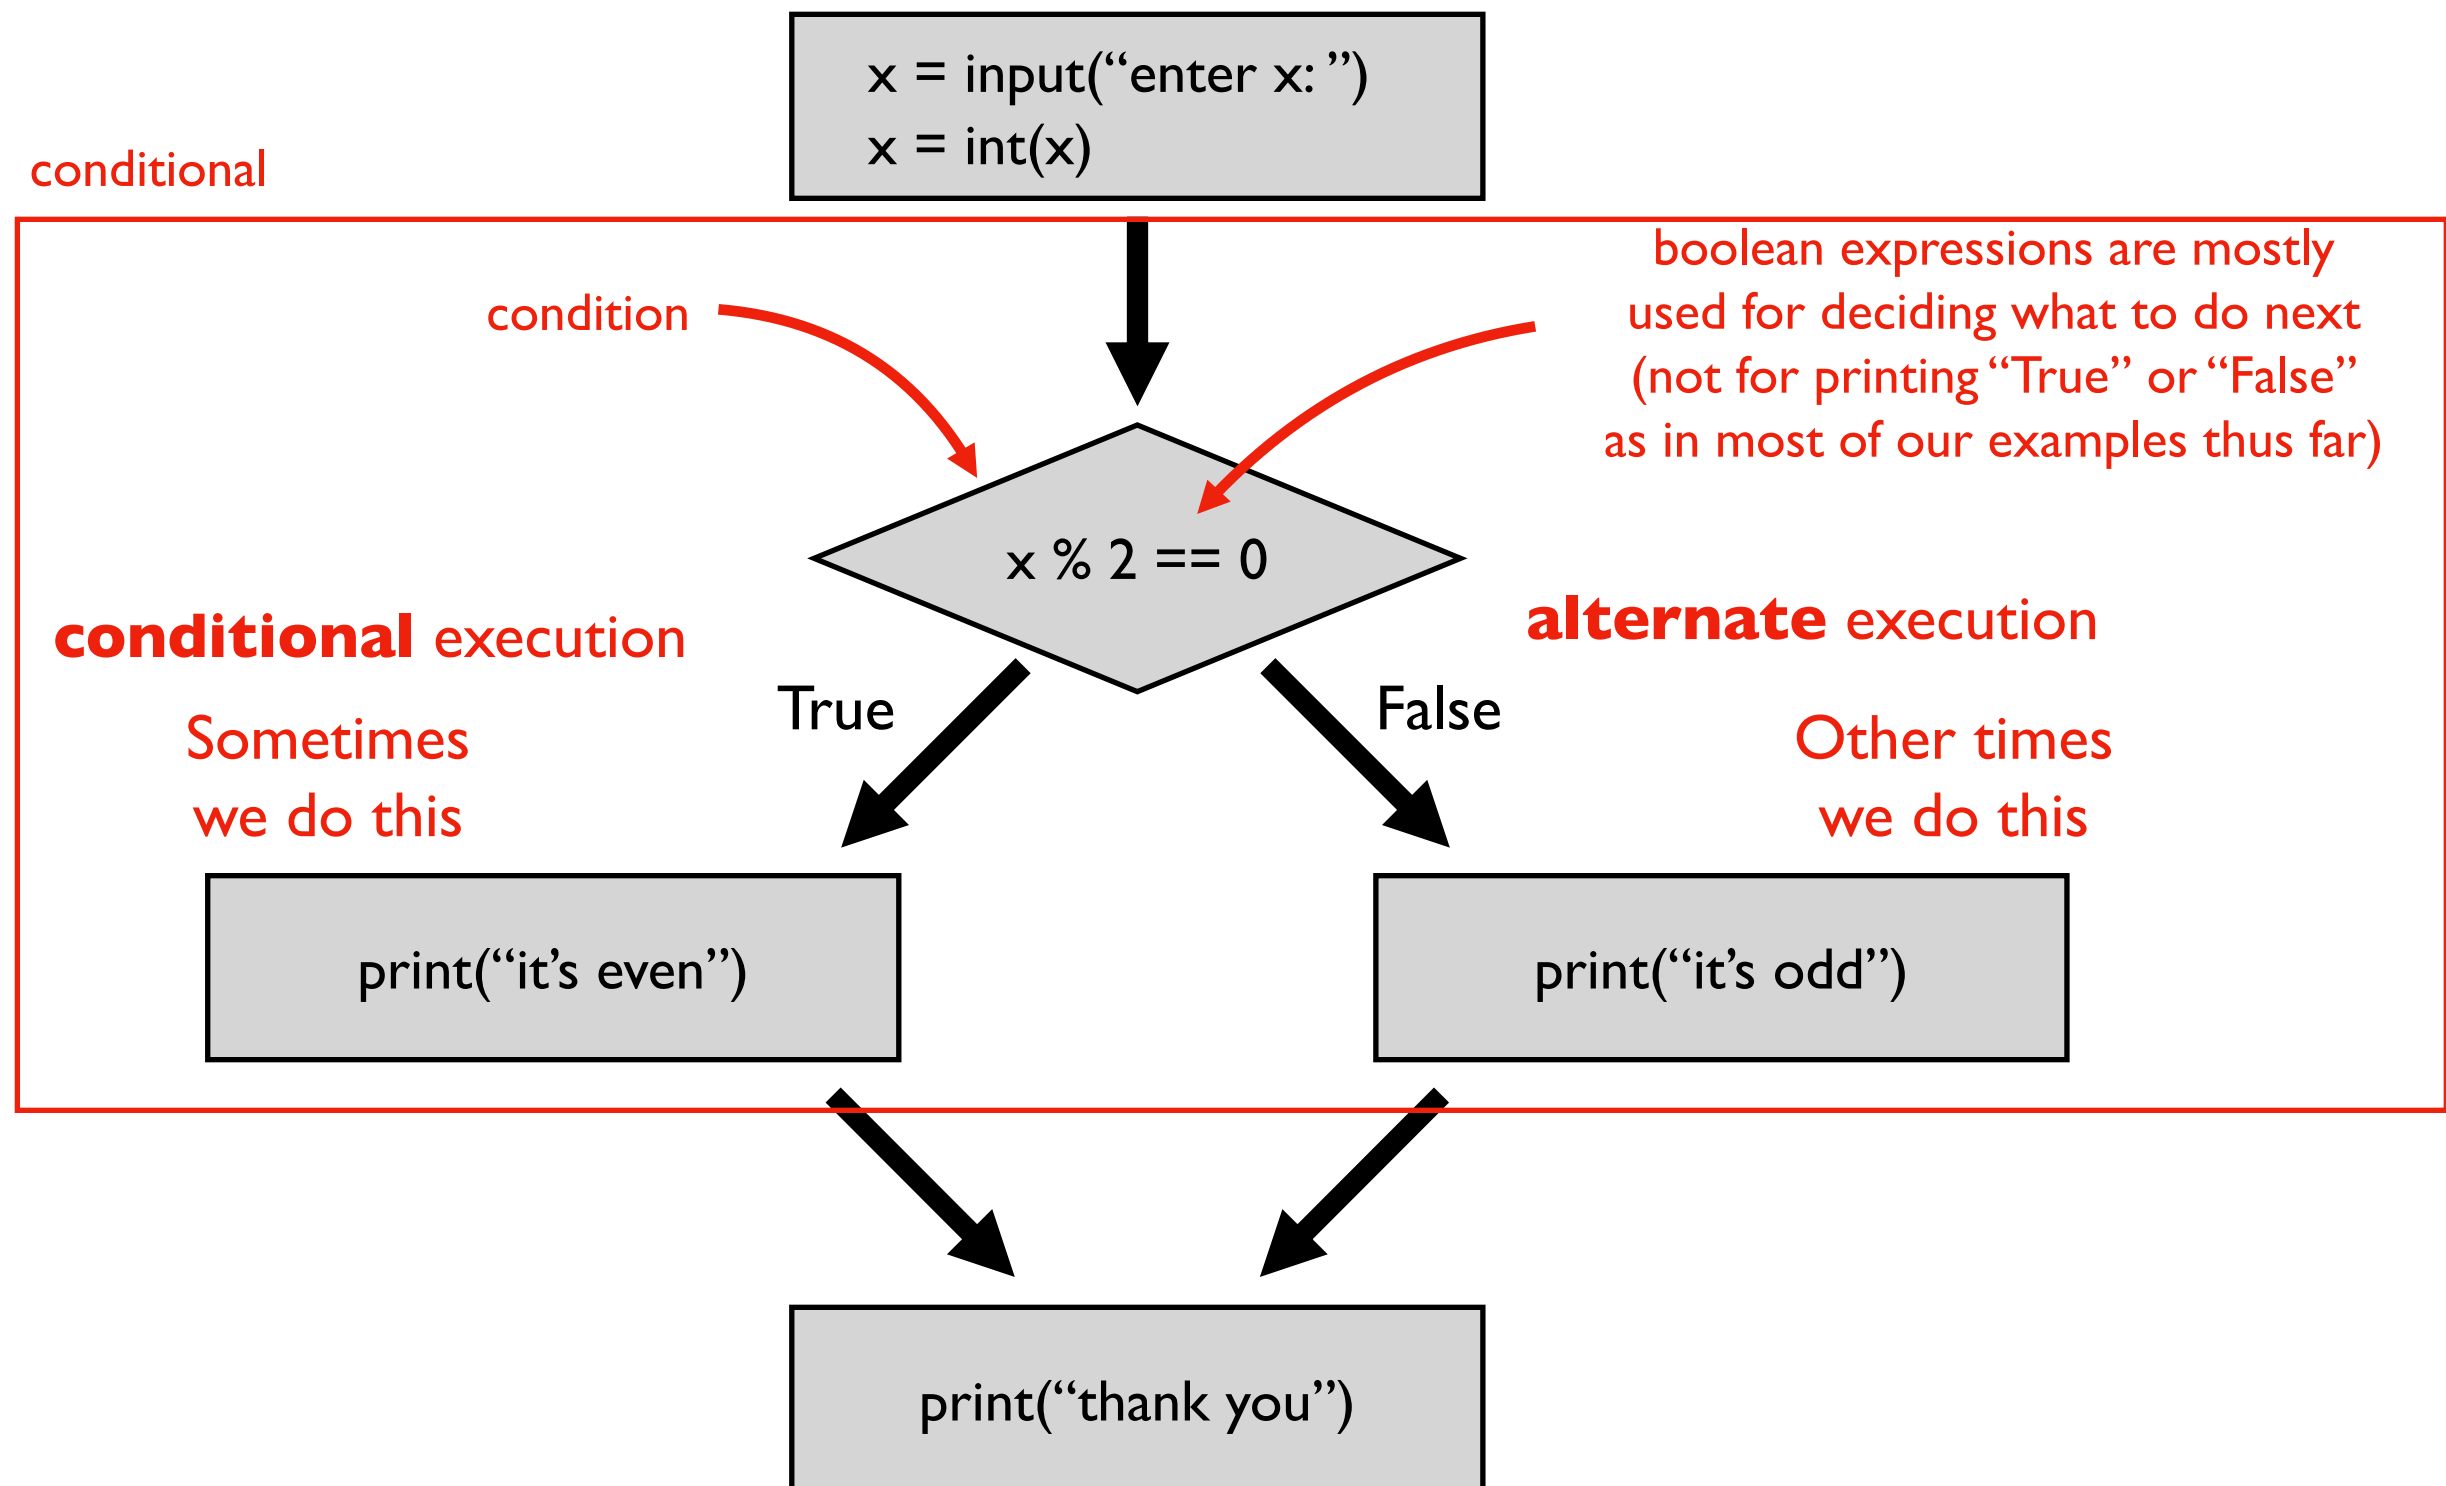 x = input(“enter x: ”)
x = int(x)
conditional
boolean expressions are mostly
used for deciding what to do next
(not for printing “True” or “False”
as in most of our examples thus far)
condition
x % 2 == 0
conditional execution
alternate execution
True
False
Sometimes
we do this
Other times
we do this
print(“it’s even”)
print(“it’s odd”)
print(“thank you”)